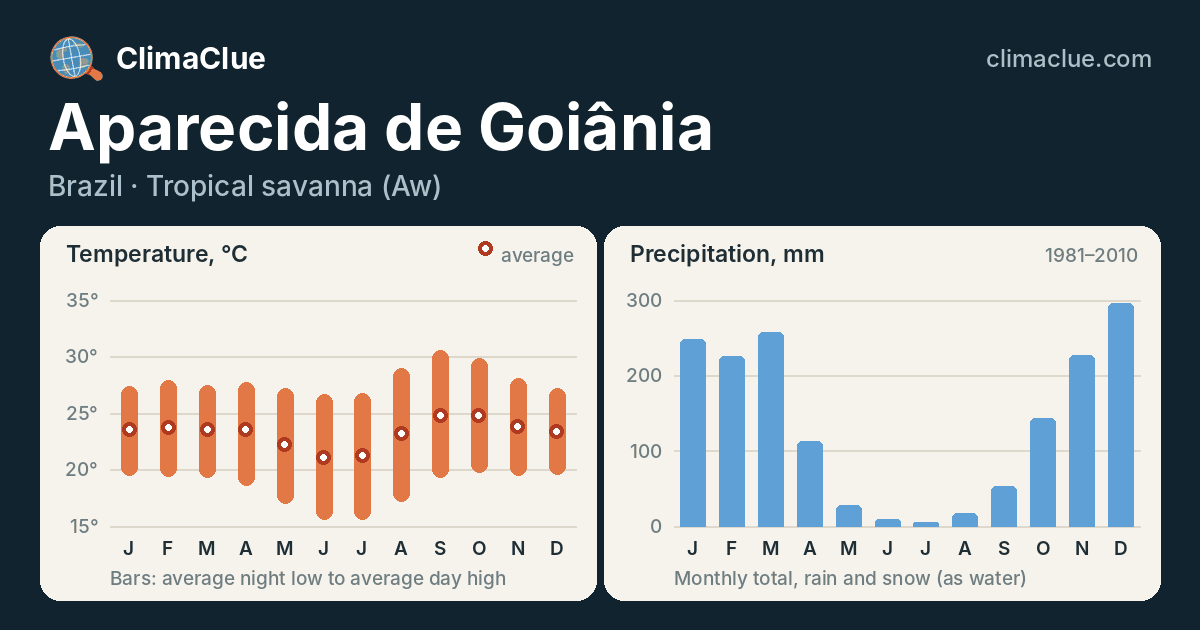 ClimaClue
climaclue.com
Aparecida de Goiânia
Brazil · Tropical savanna (Aw)
Temperature, °C
average
35°
30°
25°
20°
15°
J F M A M J J A S O N D
Bars: average night low to average day high
Precipitation, mm
1981–2010
300
200
100
0
J F M A M J J A S O N D
Monthly total, rain and snow (as water)